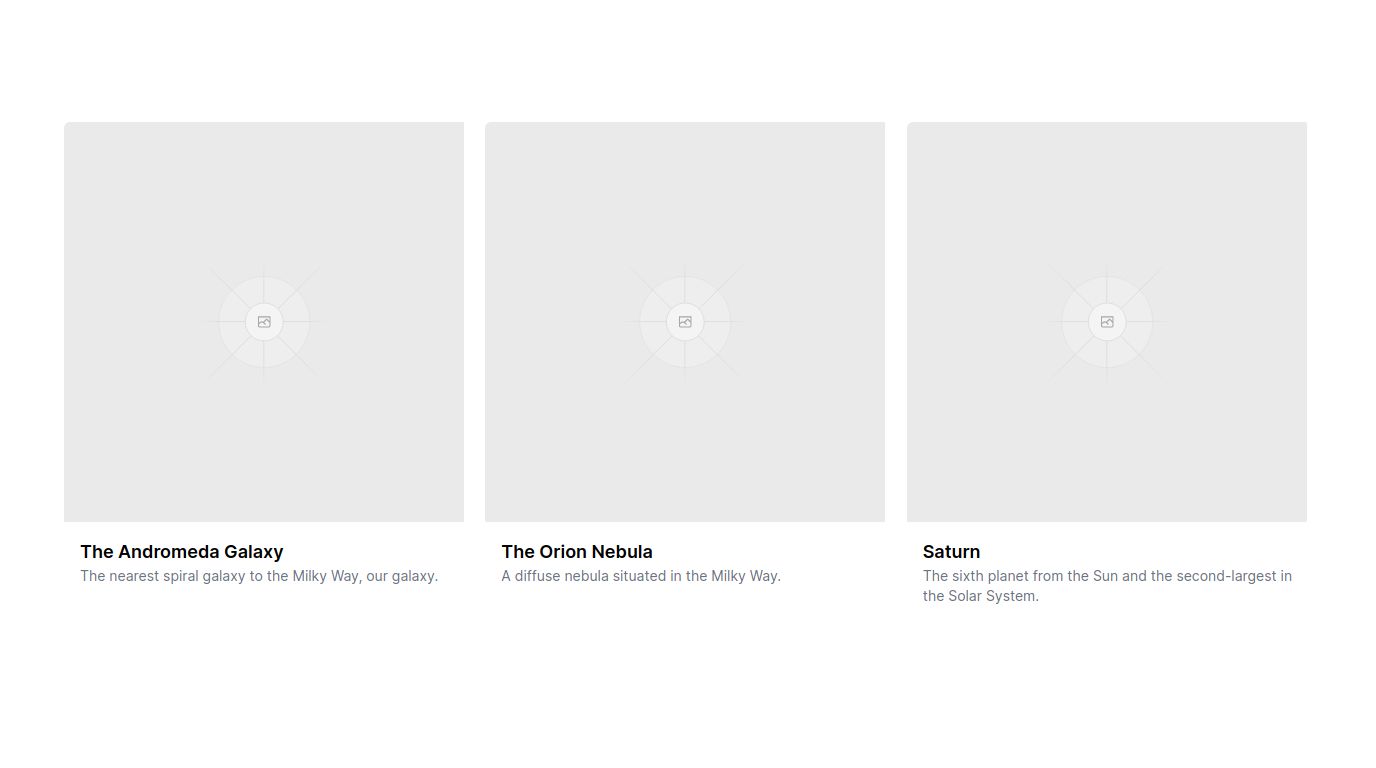 The Andromeda Galaxy
The nearest spiral galaxy to the Milky Way, our galaxy.
The Orion Nebula
A diffuse nebula situated in the Milky Way.
Saturn
The sixth planet from the Sun and the second-largest in
the Solar System.